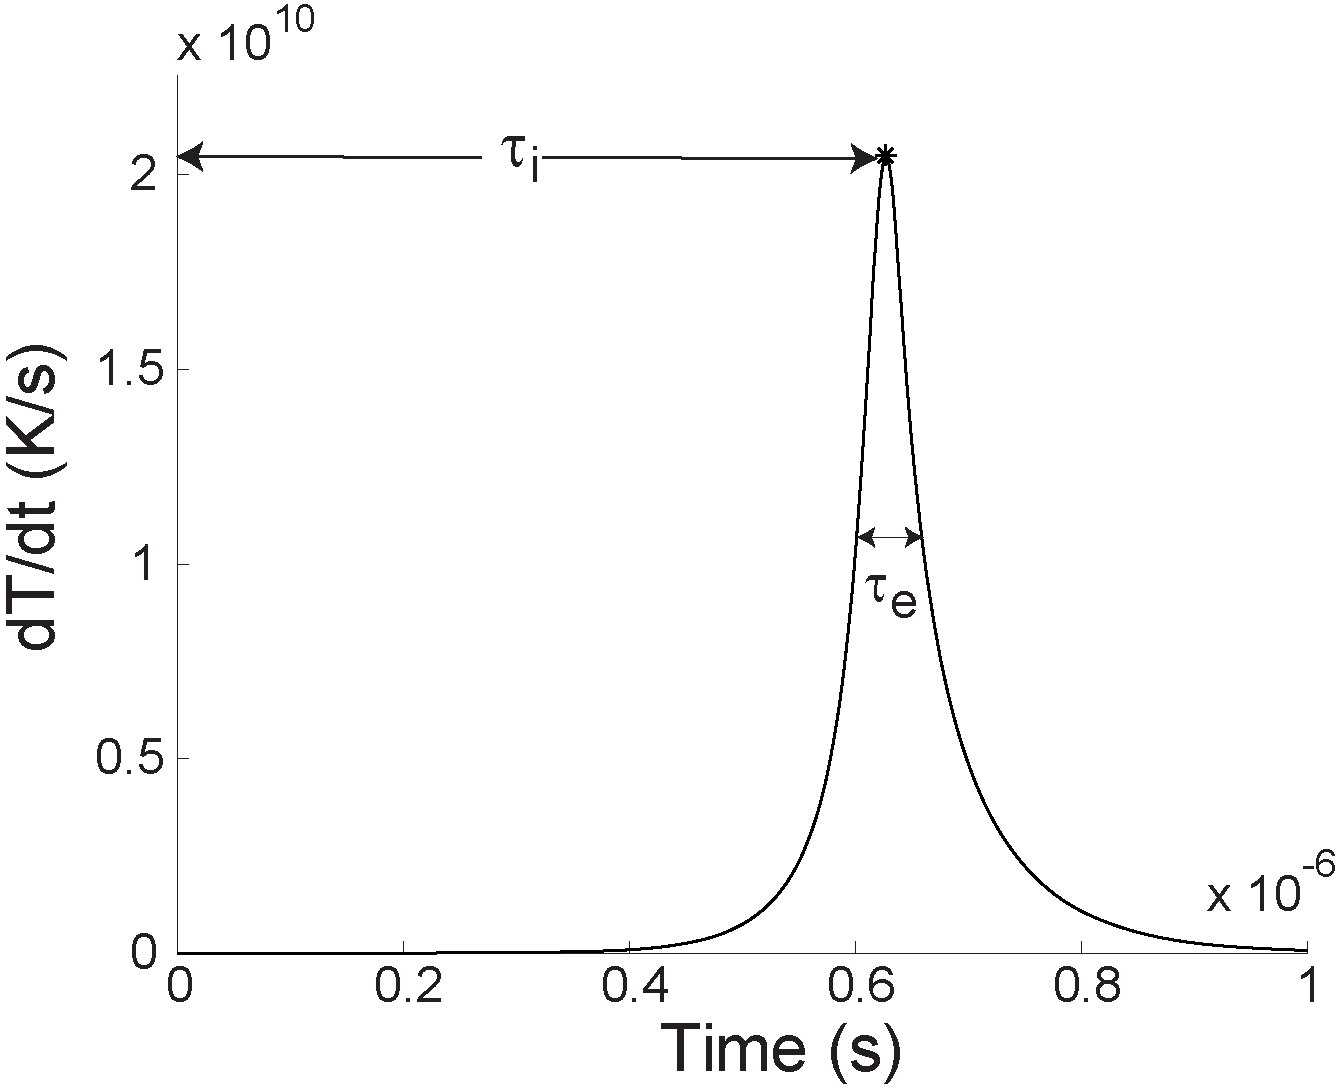 x 10^10
2
τi
1.5
1
τe
0.5
0
x 10^-6
0 0.2 0.4 0.6 0.8 1
Time (s)
dT/dt (K/s)